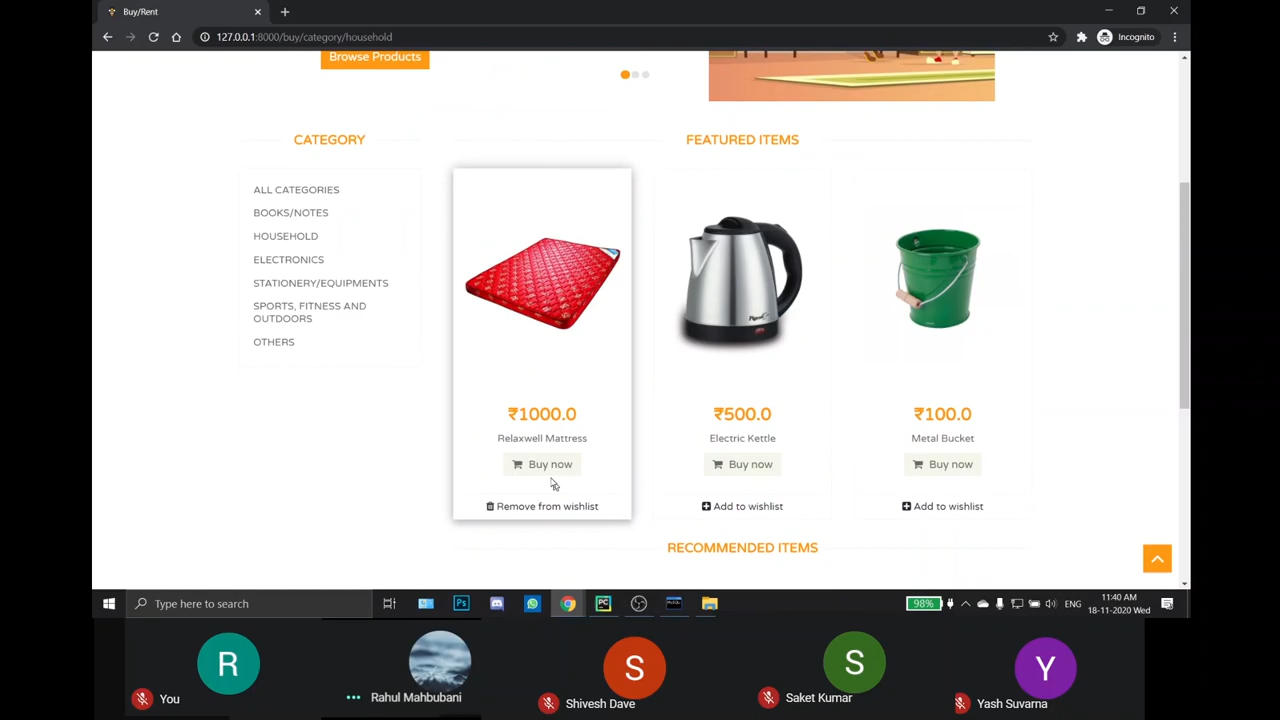 Buy/Rent
127.0.0.1:8000/buy/category/household
Incognito
Browse Products
CATEGORY
FEATURED ITEMS
ALL CATEGORIES
BOOKS/NOTES
HOUSEHOLD
ELECTRONICS
STATIONERY/EQUIPMENTS
SPORTS, FITNESS AND
OUTDOORS
OTHERS
₹1000.0
₹500.0
₹100.0
Relaxwell Mattress
Electric Kettle
Metal Bucket
Buy now
Buy now
Buy now
Remove from wishlist
Add to wishlist
Add to wishlist
RECOMMENDED ITEMS
Type here to search
Ps
PC
98%
ENG
11:40 AM
18-11-2020 Wed
R
S
S
Y
You
Rahul Mahbubani
Shivesh Dave
Saket Kumar
Yash Suvarna